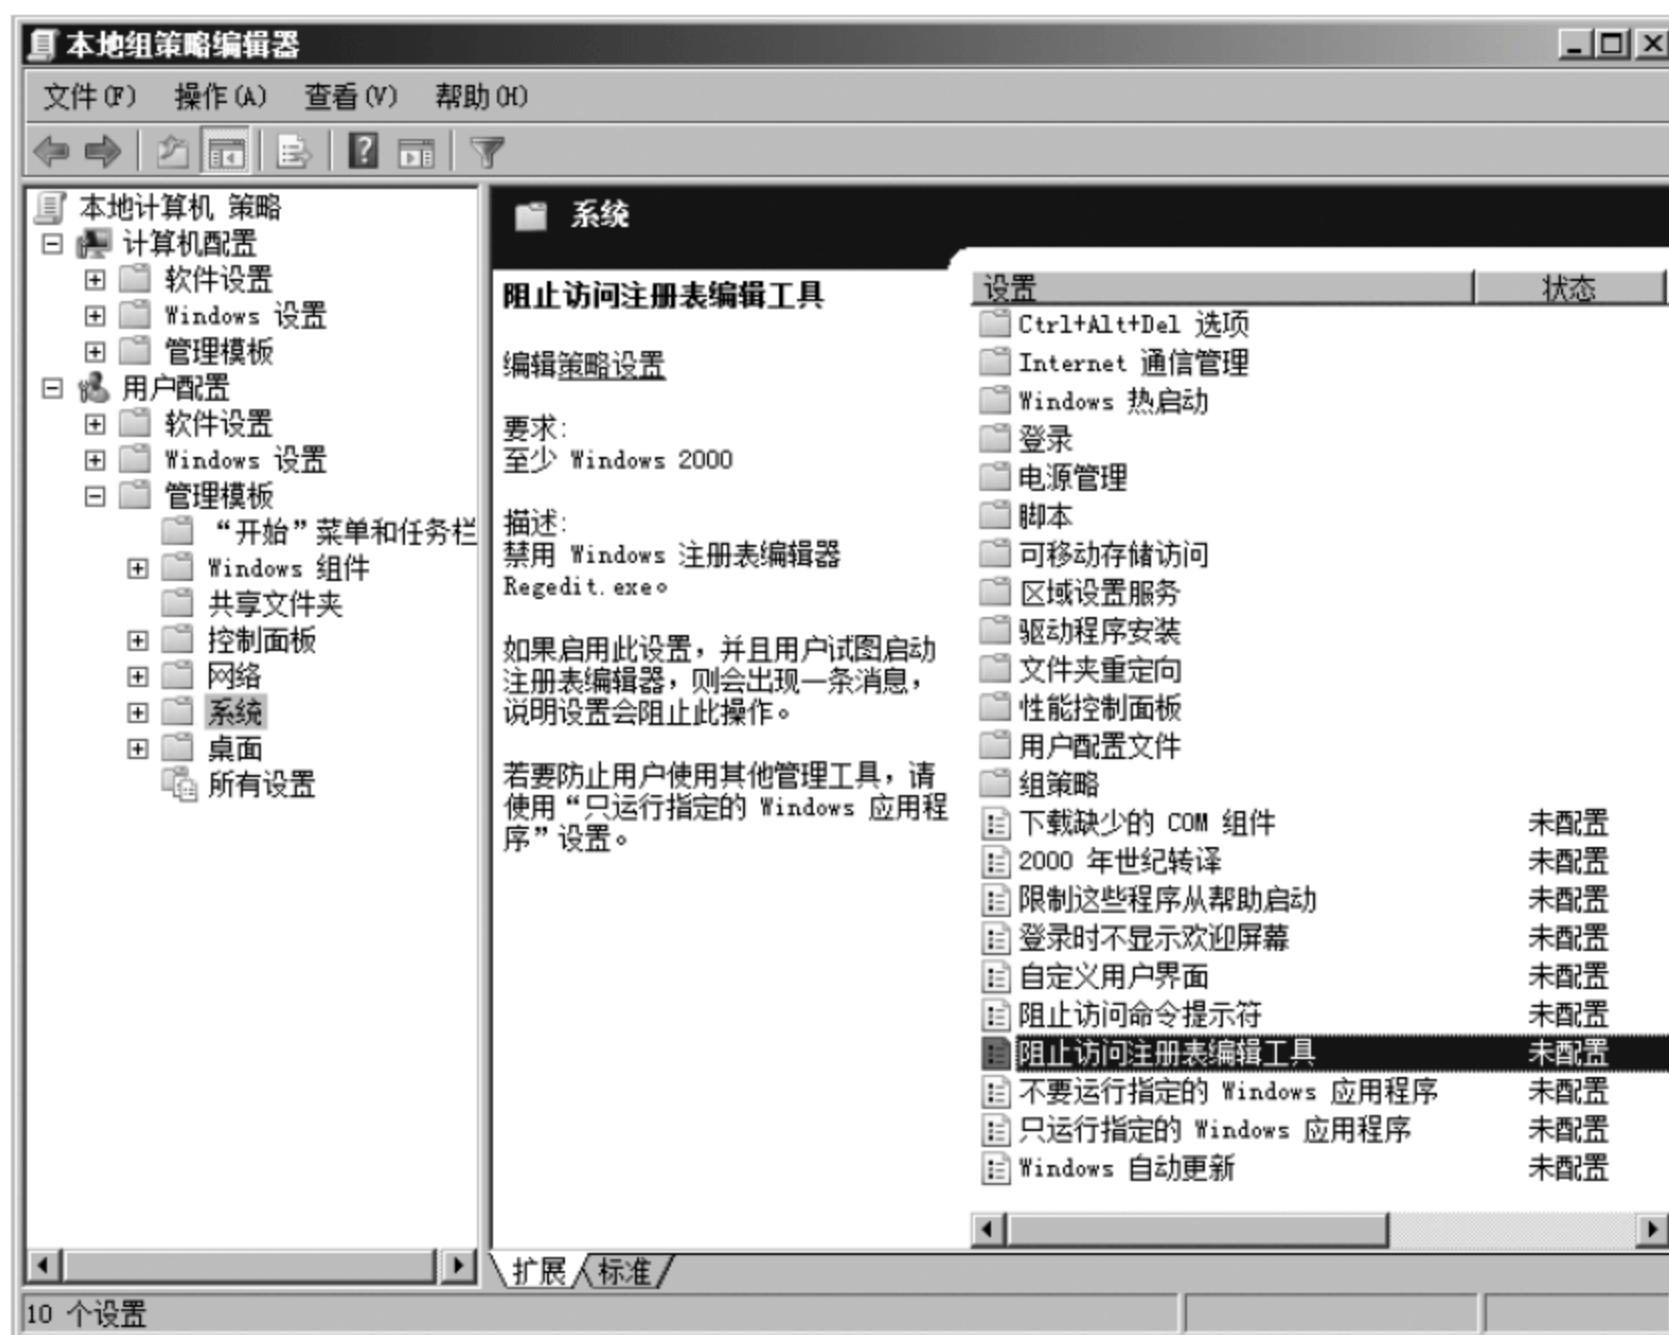 本地组策略编辑器
文件(F) 操作(A) 查看(V) 帮助(H)
本地计算机 策略
计算机配置
软件设置
Windows 设置
管理模板
用户配置
软件设置
Windows 设置
管理模板
“开始”菜单和任务栏
Windows 组件
共享文件夹
控制面板
网络
系统
桌面
所有设置
系统
阻止访问注册表编辑工具
编辑策略设置
要求:
至少 Windows 2000
描述:
禁用 Windows 注册表编辑器
Regedit.exe。
如果启用此设置，并且用户试图启动
注册表编辑器，则会出现一条消息，
说明设置会阻止此操作。
若要防止用户使用其他管理工具，请
使用“只运行指定的 Windows 应用程
序”设置。
设置 状态
Ctrl+Alt+Del 选项
Internet 通信管理
Windows 热启动
登录
电源管理
脚本
可移动存储访问
区域设置服务
驱动程序安装
文件夹重定向
性能控制面板
用户配置文件
组策略
下载缺少的 COM 组件 未配置
2000 年世纪转译 未配置
限制这些程序从帮助启动 未配置
登录时不显示欢迎屏幕 未配置
自定义用户界面 未配置
阻止访问命令提示符 未配置
阻止访问注册表编辑工具 未配置
不要运行指定的 Windows 应用程序 未配置
只运行指定的 Windows 应用程序 未配置
Windows 自动更新 未配置
扩展 标准
10 个设置